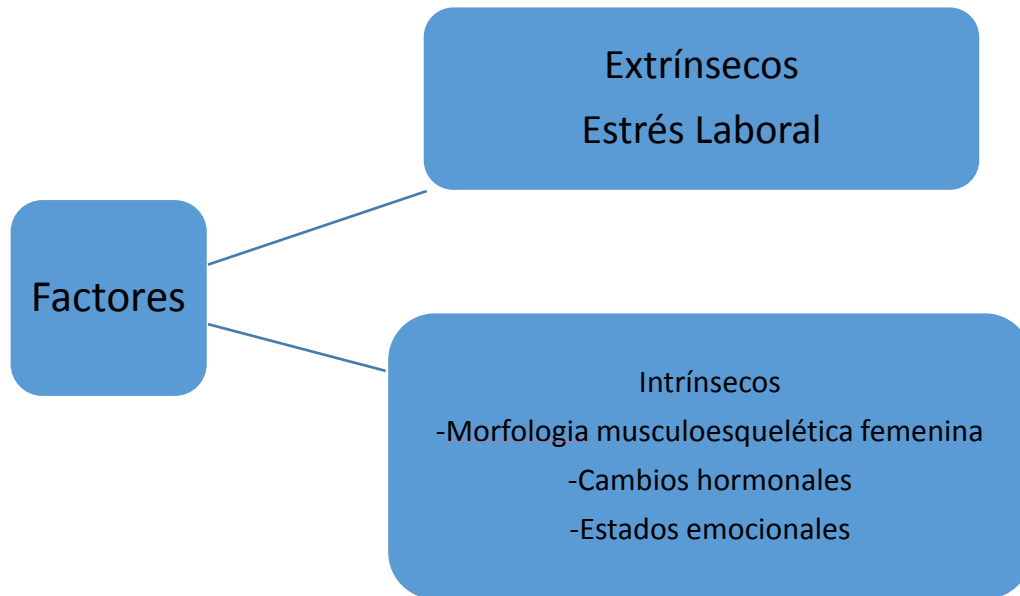 Extrínsecos
Estrés Laboral
Factores
Intrínsecos
-Morfologia musculoesquelética femenina
-Cambios hormonales
-Estados emocionales